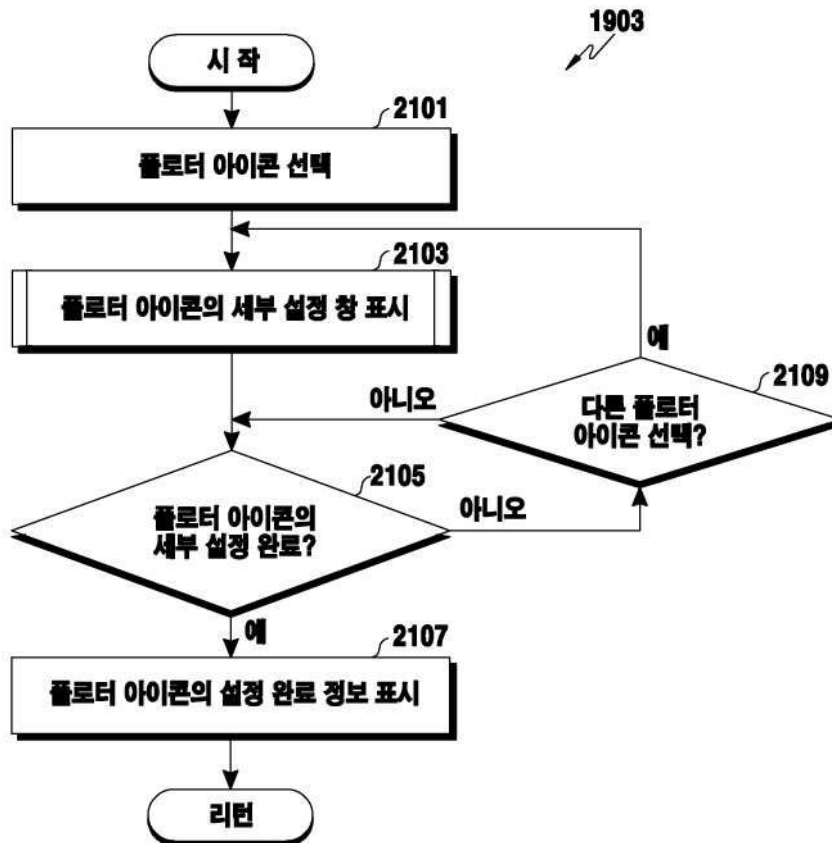 1903
시 작
2101
플로터 아이콘 선택
2103
플로터 아이콘의 세부 설정 창 표시
예
2109
아니오
다른 플로터
아이콘 선택?
2105
아니오
플로터 아이콘의
세부 설정 완료?
예
2107
플로터 아이콘의 설정 완료 정보 표시
리턴